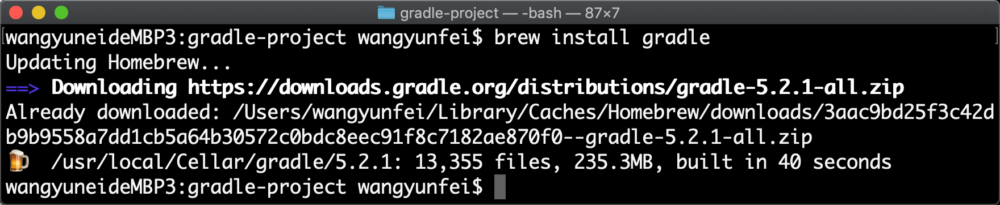 gradle-project — -bash — 87×7
wangyuneideMBP3:gradle-project wangyunfei$ brew install gradle
Updating Homebrew...
==> Downloading https://downloads.gradle.org/distributions/gradle-5.2.1-all.zip
Already downloaded: /Users/wangyunfei/Library/Caches/Homebrew/downloads/3aac9bd25f3c42d
b9b9558a7dd1cb5a64b30572c0bdc8eec91f8c7182ae870f0--gradle-5.2.1-all.zip
🍺  /usr/local/Cellar/gradle/5.2.1: 13,355 files, 235.3MB, built in 40 seconds
wangyuneideMBP3:gradle-project wangyunfei$